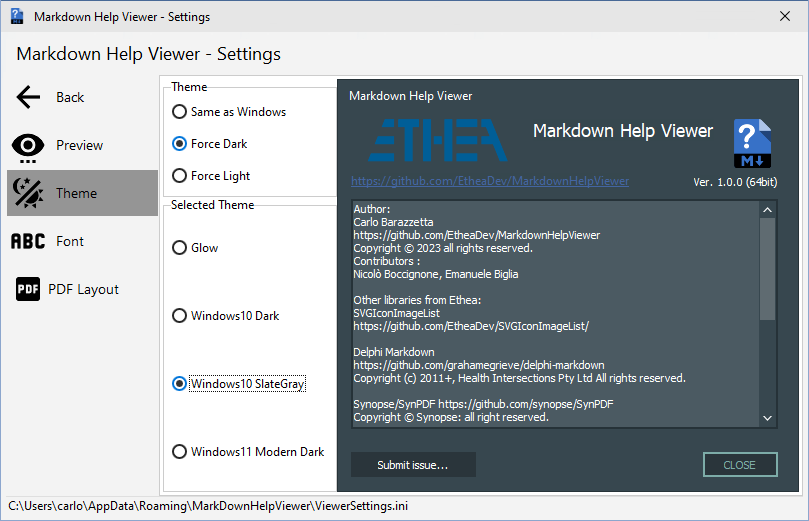 Markdown Help Viewer - Settings
Markdown Help Viewer - Settings
Back
Preview
Theme
ABC Font
PDF PDF Layout
Theme
Same as Windows
Force Dark
Force Light
Selected Theme
Glow
Windows10 Dark
Windows10 SlateGray
Windows11 Modern Dark
Markdown Help Viewer
ETHEA
Markdown Help Viewer
?
M
https://github.com/EtheaDev/MarkdownHelpViewer
Ver. 1.0.0 (64bit)
Author:
Carlo Barazzetta
https://github.com/EtheaDev/MarkdownHelpViewer
Copyright © 2023 all rights reserved.
Contributors :
Nicolò Boccignone, Emanuele Biglia
Other libraries from Ethea:
SVGIconImageList
https://github.com/EtheaDev/SVGIconImageList/
Delphi Markdown
https://github.com/grahamegrieve/delphi-markdown
Copyright (c) 2011+, Health Intersections Pty Ltd All rights reserved.
Synopse/SynPDF https://github.com/synopse/SynPDF
Copyright © Synopse: all right reserved.
Submit issue...
CLOSE
C:\Users\carlo\AppData\Roaming\MarkDownHelpViewer\ViewerSettings.ini